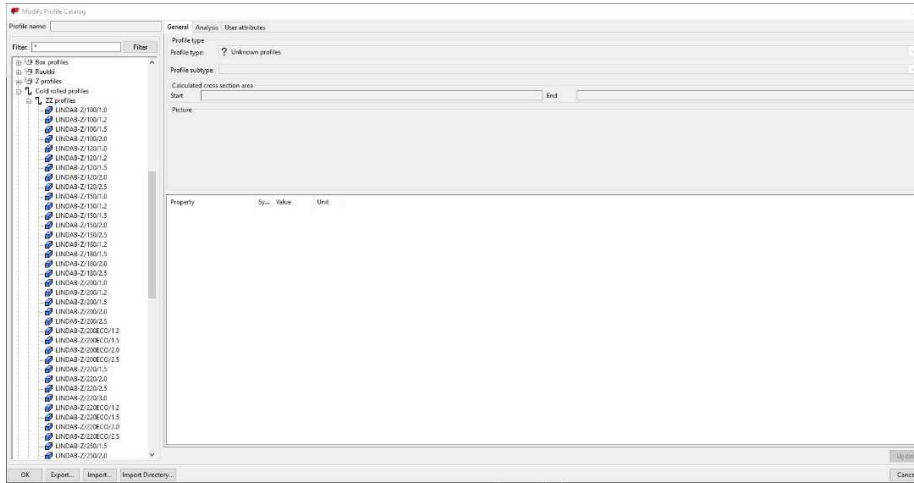 Modify Profile Catalog
Profile name:
General Analysis User attributes
Profile type
Filter: * Filter
Profile type: ? Unknown profiles
Profile subtype:
Calculated cross section area
Start End
Picture
Box profiles
Ruukki
Z profiles
Cold rolled profiles
ZZ profiles
LINDAB-Z/100/1.0
LINDAB-Z/100/1.2
LINDAB-Z/100/1.5
LINDAB-Z/100/2.0
LINDAB-Z/120/1.0
LINDAB-Z/120/1.2
LINDAB-Z/120/1.5
LINDAB-Z/120/2.0
LINDAB-Z/120/2.5
LINDAB-Z/150/1.0
LINDAB-Z/150/1.2
LINDAB-Z/150/1.5
LINDAB-Z/150/2.0
LINDAB-Z/150/2.5
LINDAB-Z/180/1.2
LINDAB-Z/180/1.5
LINDAB-Z/180/2.0
LINDAB-Z/180/2.5
LINDAB-Z/200/1.0
LINDAB-Z/200/1.2
LINDAB-Z/200/1.5
LINDAB-Z/200/2.0
LINDAB-Z/200/2.5
LINDAB-Z/200ECO/1.2
LINDAB-Z/200ECO/1.5
LINDAB-Z/200ECO/2.0
LINDAB-Z/200ECO/2.5
LINDAB-Z/220/1.5
LINDAB-Z/220/2.0
LINDAB-Z/220/2.5
LINDAB-Z/220/3.0
LINDAB-Z/220ECO/1.2
LINDAB-Z/220ECO/1.5
LINDAB-Z/220ECO/2.0
LINDAB-Z/220ECO/2.5
LINDAB-Z/250/1.5
LINDAB-Z/250/2.0
Property Sy... Value Unit
OK Export... Import... Import Directory...